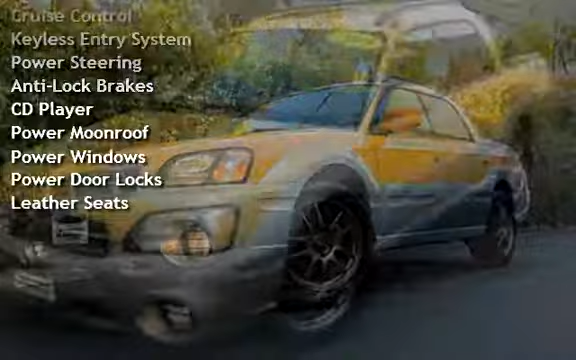 Cruise Control
Keyless Entry System
Power Steering
Anti-Lock Brakes
CD Player
Power Moonroof
Power Windows
Power Door Locks
Leather Seats